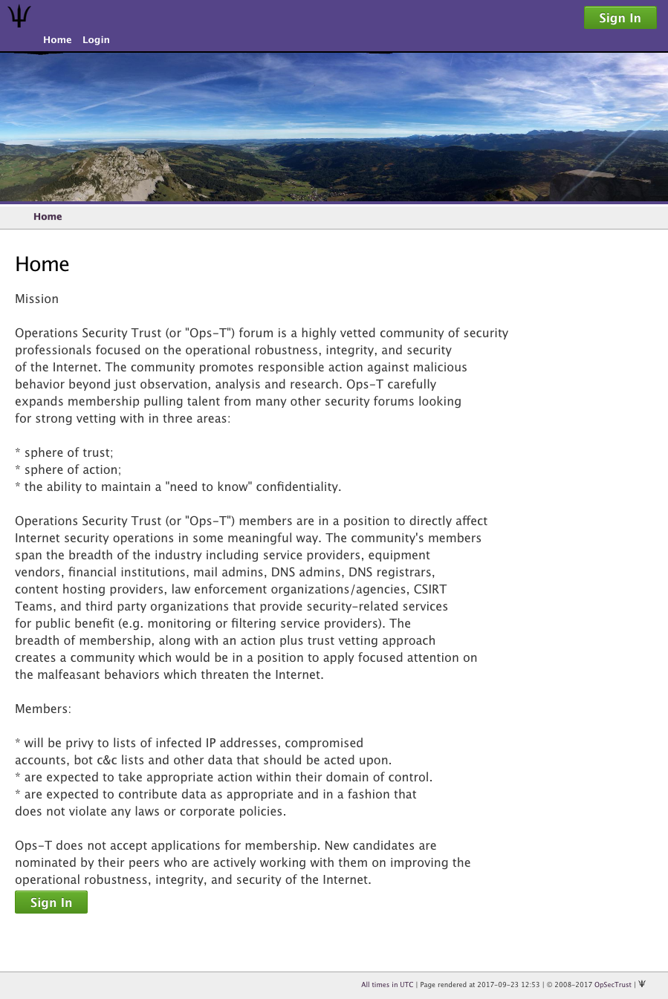 Sign In
Home Login
Home
Home
Mission
Operations Security Trust (or "Ops-T") forum is a highly vetted community of security
professionals focused on the operational robustness, integrity, and security
of the Internet. The community promotes responsible action against malicious
behavior beyond just observation, analysis and research. Ops-T carefully
expands membership pulling talent from many other security forums looking
for strong vetting with in three areas:
* sphere of trust;
* sphere of action;
* the ability to maintain a "need to know" confidentiality.
Operations Security Trust (or "Ops-T") members are in a position to directly affect
Internet security operations in some meaningful way. The community's members
span the breadth of the industry including service providers, equipment
vendors, financial institutions, mail admins, DNS admins, DNS registrars,
content hosting providers, law enforcement organizations/agencies, CSIRT
Teams, and third party organizations that provide security-related services
for public benefit (e.g. monitoring or filtering service providers). The
breadth of membership, along with an action plus trust vetting approach
creates a community which would be in a position to apply focused attention on
the malfeasant behaviors which threaten the Internet.
Members:
* will be privy to lists of infected IP addresses, compromised
accounts, bot c&c lists and other data that should be acted upon.
* are expected to take appropriate action within their domain of control.
* are expected to contribute data as appropriate and in a fashion that
does not violate any laws or corporate policies.
Ops-T does not accept applications for membership. New candidates are
nominated by their peers who are actively working with them on improving the
operational robustness, integrity, and security of the Internet.
Sign In
All times in UTC | Page rendered at 2017-09-23 12:53 | © 2008-2017 OpSecTrust |